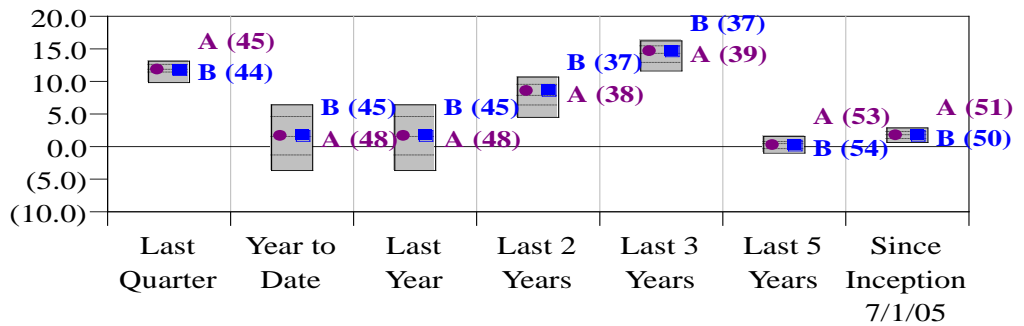 20.0
15.0
10.0
5.0
0.0
(5.0)
(10.0)
A (45)
B (44)
B (45)
A (48)
B (45)
A (48)
B (37)
A (38)
B (37)
A (39)
A (53)
B (54)
A (51)
B (50)
Last
Quarter
Year to
Date
Last
Year
Last 2
Years
Last 3
Years
Last 5
Years
Since
Inception
7/1/05